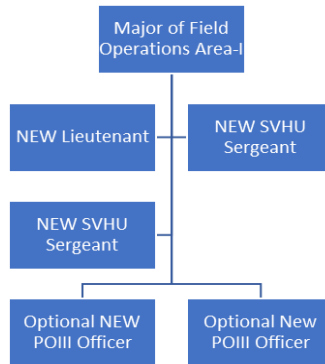 Major of Field
Operations Area-I
NEW Lieutenant
NEW SVHU
Sergeant
NEW SVHU
Sergeant
Optional NEW
POIII Officer
Optional New
POIII Officer